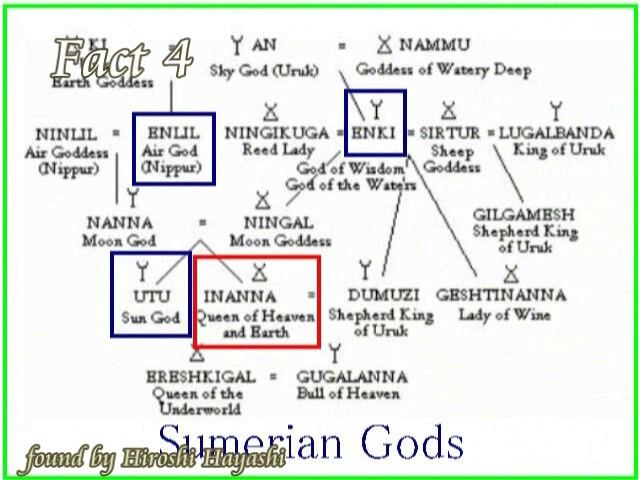 KI
AN = NAMMU
Fact 4
Sky God (Uruk)
Goddess of Watery Deep
Earth Goddess
NINLIL = ENLIL
NINGIKUGA = ENKI = SIRTUR = LUGALBANDA
Air Goddess
(Nippur)
Air God
(Nippur)
Reed Lady
Sheep
Goddess
King of Uruk
God of Wisdom
God of the Waters
NANNA = NINGAL
Moon God
Moon Goddess
GILGAMESH
Shepherd King
of Uruk
UTU
INANNA = DUMUZI
GESHTINANNA
Sun God
Queen of Heaven
and Earth
Shepherd King
of Uruk
Lady of Wine
ERESHKIGAL = GUGALANNA
Queen of the
Underworld
Bull of Heaven
Sumerian Gods
found by Hiroshi Hayashi